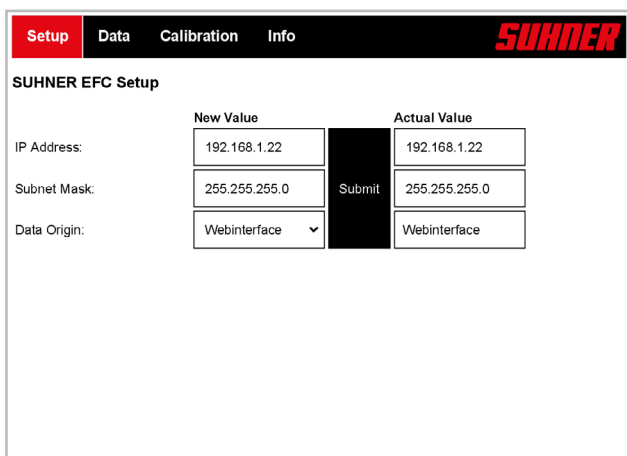 Setup Data Calibration Info SUHNER
SUHNER EFC Setup
New Value Actual Value
IP Address: 192.168.1.22 192.168.1.22
Subnet Mask: 255.255.255.0 Submit 255.255.255.0
Data Origin: Webinterface Webinterface